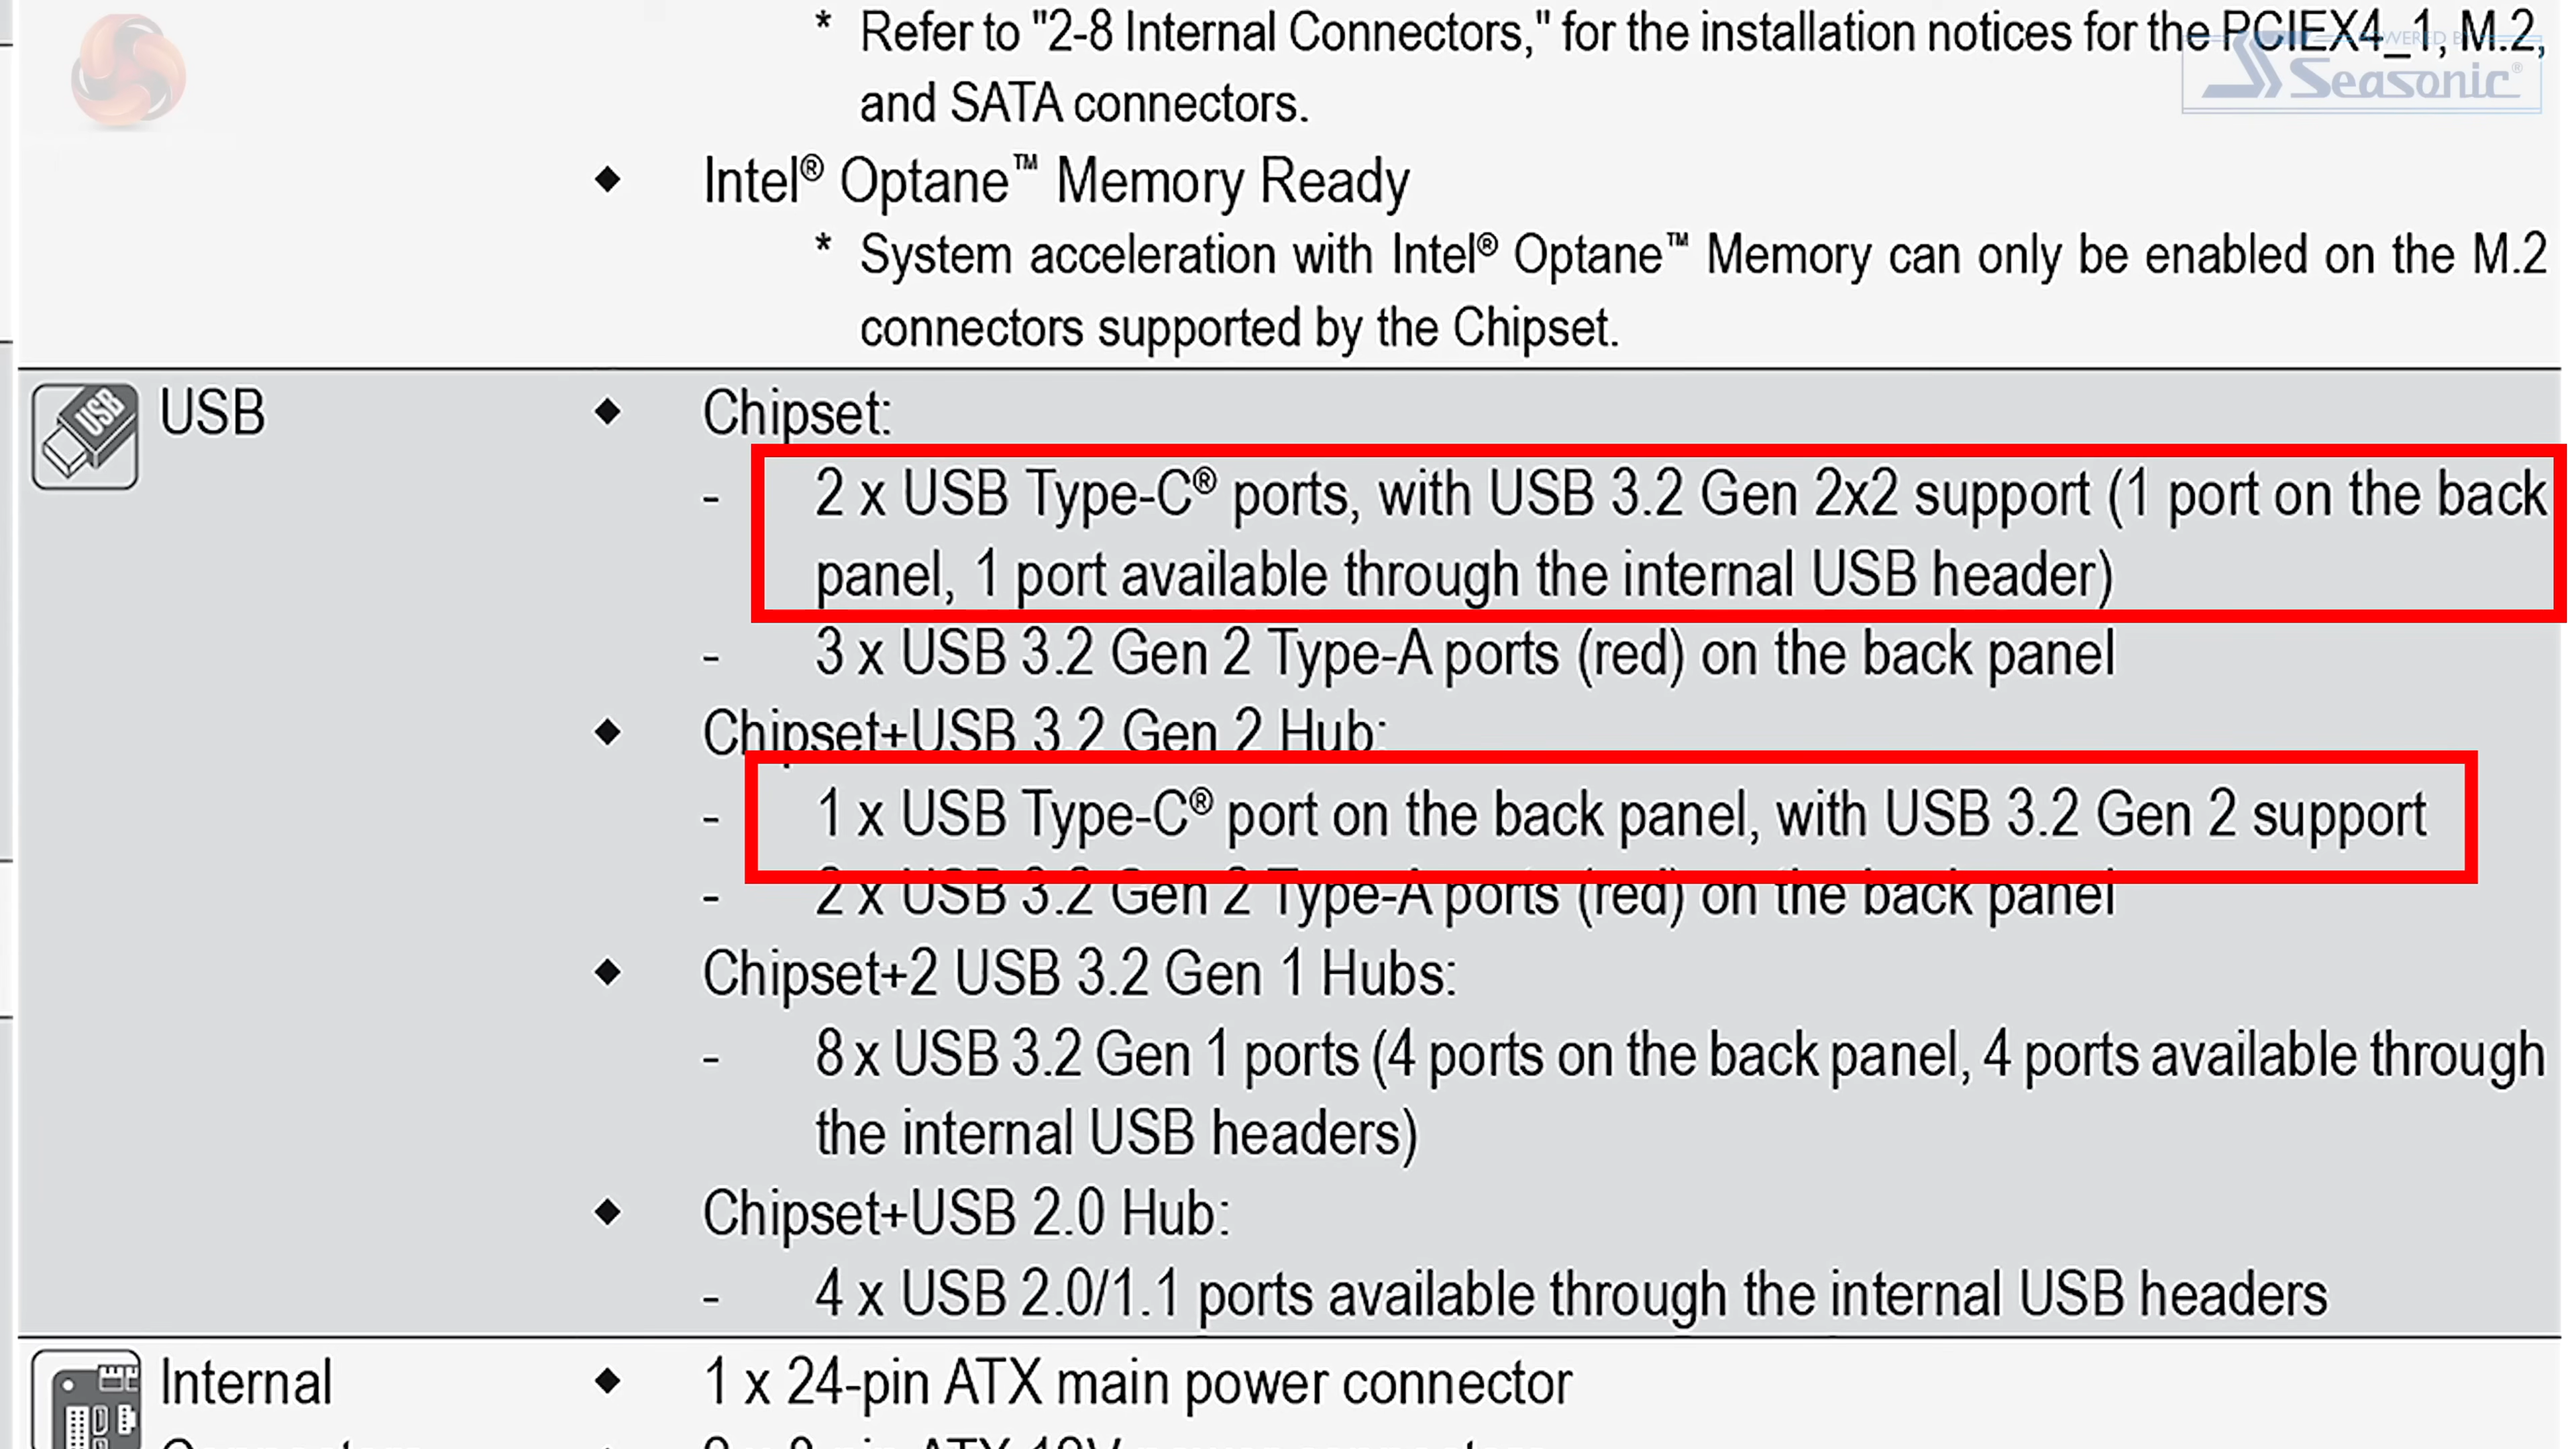 * Refer to "2-8 Internal Connectors," for the installation notices for the PCIEX4_1, M.2,
POWERED BY
Seasonic®
and SATA connectors.
◆ Intel® Optane™ Memory Ready
* System acceleration with Intel® Optane™ Memory can only be enabled on the M.2
connectors supported by the Chipset.
USB
USB ◆ Chipset:
- 2 x USB Type-C® ports, with USB 3.2 Gen 2x2 support (1 port on the back
panel, 1 port available through the internal USB header)
- 3 x USB 3.2 Gen 2 Type-A ports (red) on the back panel
◆ Chipset+USB 3.2 Gen 2 Hub:
- 1 x USB Type-C® port on the back panel, with USB 3.2 Gen 2 support
- 2 x USB 3.2 Gen 2 Type-A ports (red) on the back panel
◆ Chipset+2 USB 3.2 Gen 1 Hubs:
- 8 x USB 3.2 Gen 1 ports (4 ports on the back panel, 4 ports available through
the internal USB headers)
◆ Chipset+USB 2.0 Hub:
- 4 x USB 2.0/1.1 ports available through the internal USB headers
Internal ◆ 1 x 24-pin ATX main power connector